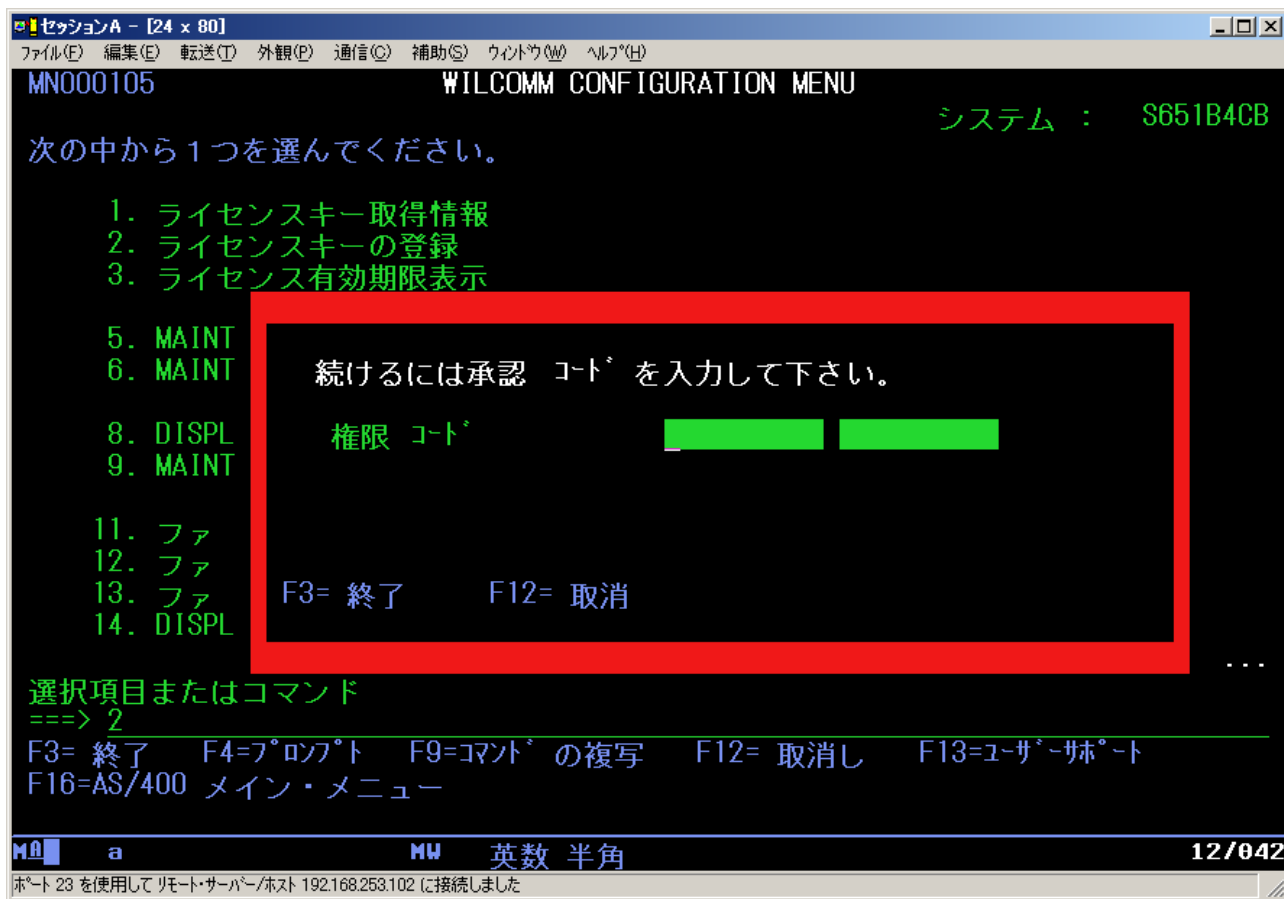 セッションA - [24 x 80]
ファイル(F) 編集(E) 転送(T) 外観(P) 通信(C) 補助(S) ウィンドウ(W) ヘルプ(H)
MN000105 WILCOMM CONFIGURATION MENU
システム : S651B4CB
次の中から１つを選んでください。
1. ライセンスキー取得情報
2. ライセンスキーの登録
3. ライセンス有効期限表示
5. MAINT
6. MAINT
続けるには承認 ｺｰﾄﾞ を入力して下さい。
8. DISPL
権限 ｺｰﾄﾞ
9. MAINT
11. ファ
12. ファ
13. ファ
F3= 終了 F12= 取消
14. DISPL
...
選択項目またはコマンド
===> 2
F3= 終了 F4=ﾌﾟﾛﾝﾌﾟﾄ F9=ｺﾏﾝﾄﾞ の複写 F12= 取消し F13=ﾕｰｻﾞｰｻﾎﾟｰﾄ
F16=AS/400 メイン・メニュー
MA a MW 英数 半角 12/042
ポート 23 を使用して リモート・サーバー/ホスト 192.168.253.102 に接続しました